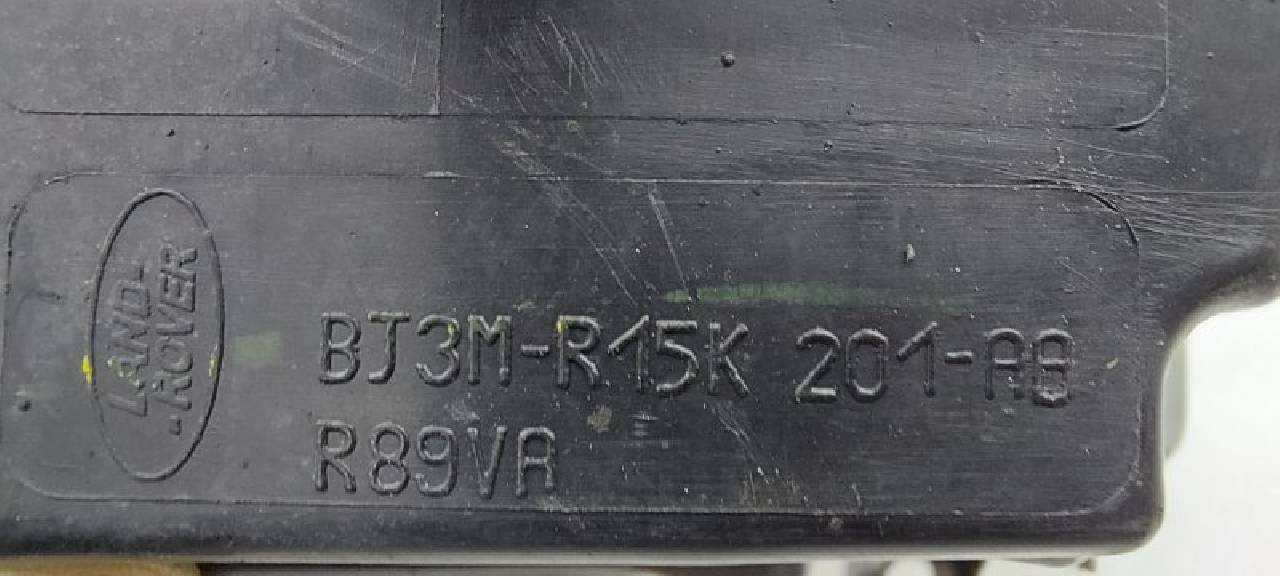 LAND-
-ROVER
BJ3M-R15K 201-AB
R89VA